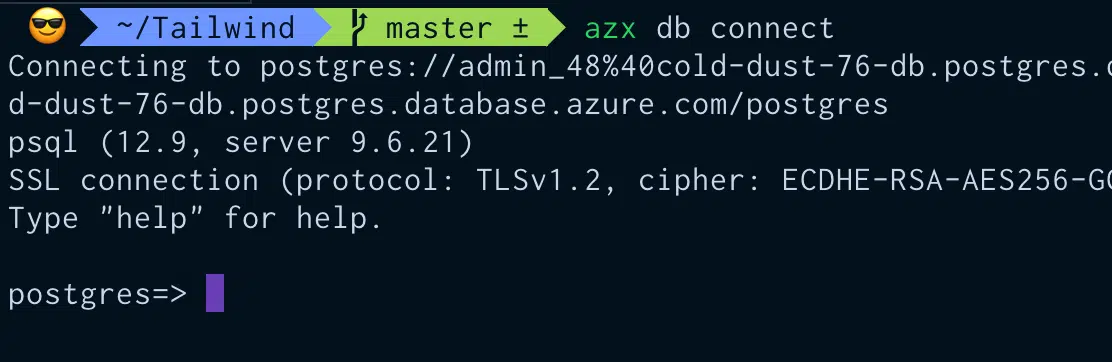 ~/Tailwind master ± azx db connect
Connecting to postgres://admin_48%40cold-dust-76-db.postgres.
d-dust-76-db.postgres.database.azure.com/postgres
psql (12.9, server 9.6.21)
SSL connection (protocol: TLSv1.2, cipher: ECDHE-RSA-AES256-GC
Type "help" for help.
postgres=>